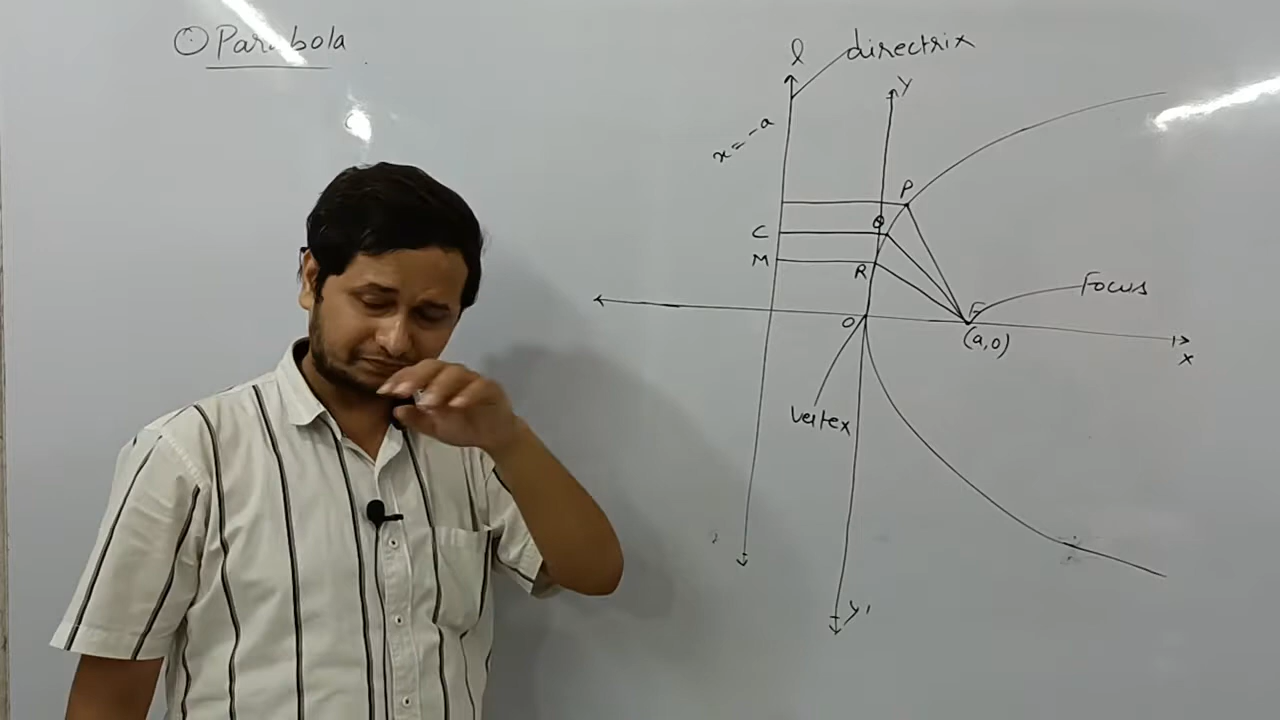 ⊙ Parabola
l
directrix
x = -a
y
P
C
Q
M
R
Focus
F
O
(a,0)
x
vertex
y'